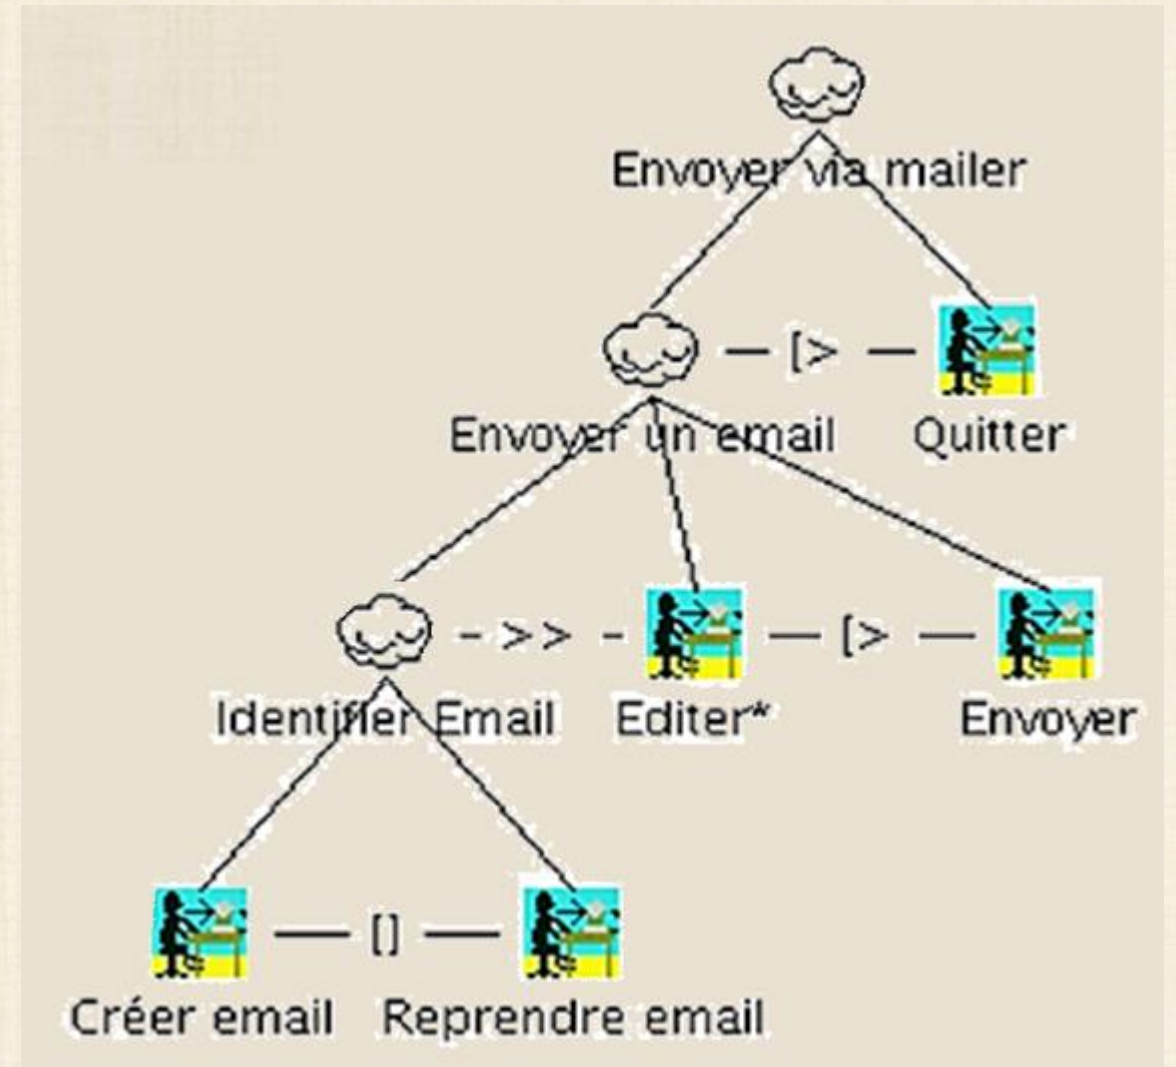 Envoyer via mailer
[>
Envoyer un email Quitter
>> [>
Identifier Email Editer* Envoyer
[]
Créer email Reprendre email